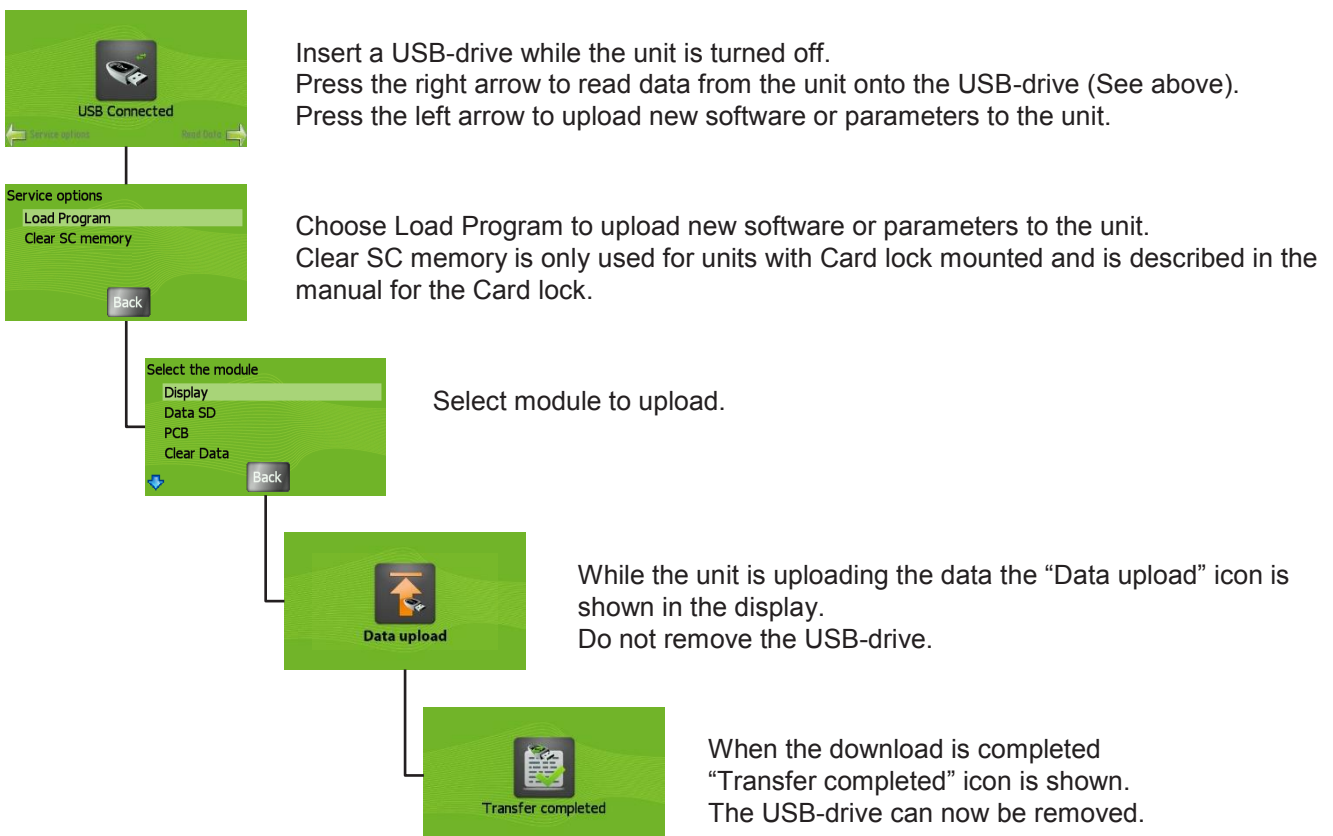 USB Connected
Service options
Read Data
Insert a USB-drive while the unit is turned off.
Press the right arrow to read data from the unit onto the USB-drive (See above).
Press the left arrow to upload new software or parameters to the unit.
Service options
Load Program
Clear SC memory
Back
Choose Load Program to upload new software or parameters to the unit.
Clear SC memory is only used for units with Card lock mounted and is described in the
manual for the Card lock.
Select the module
Display
Data SD
PCB
Clear Data
Back
Select module to upload.
Data upload
While the unit is uploading the data the “Data upload” icon is
shown in the display.
Do not remove the USB-drive.
Transfer completed
When the download is completed
“Transfer completed” icon is shown.
The USB-drive can now be removed.